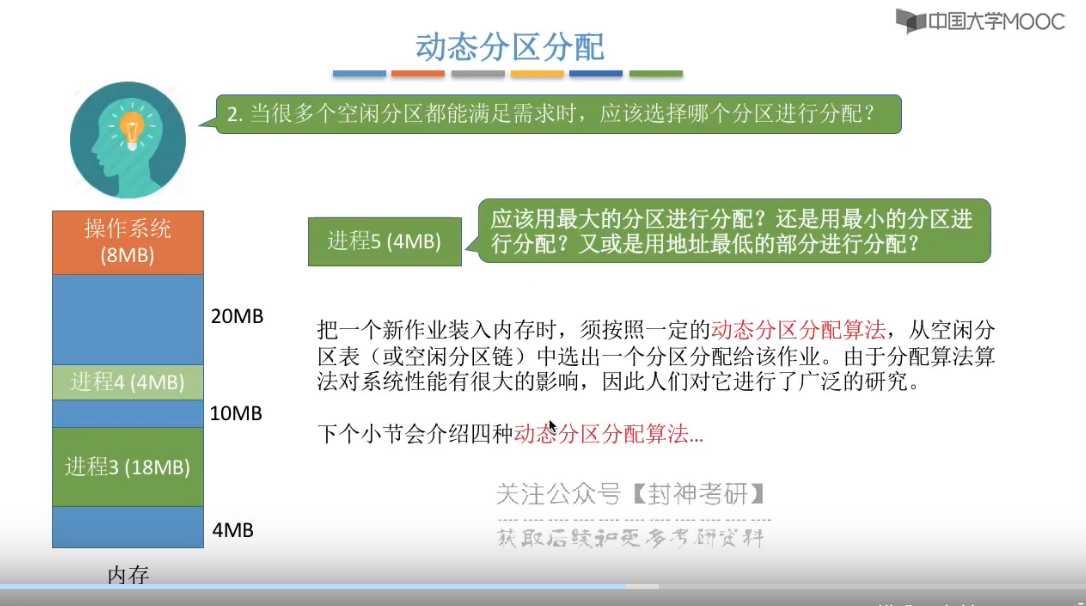 中国大学MOOC
动态分区分配
2. 当很多个空闲分区都能满足需求时，应该选择哪个分区进行分配？
操作系统
(8MB)
20MB
进程4 (4MB)
10MB
进程3 (18MB)
4MB
内存
进程5 (4MB)
应该用最大的分区进行分配？还是用最小的分区进
行分配？又或是用地址最低的部分进行分配？
把一个新作业装入内存时，须按照一定的动态分区分配算法，从空闲分
区表（或空闲分区链）中选出一个分区分配给该作业。由于分配算法算
法对系统性能有很大的影响，因此人们对它进行了广泛的研究。
下个小节会介绍四种动态分区分配算法...
关注公众号【封神考研】
获取后续和更多考研资料